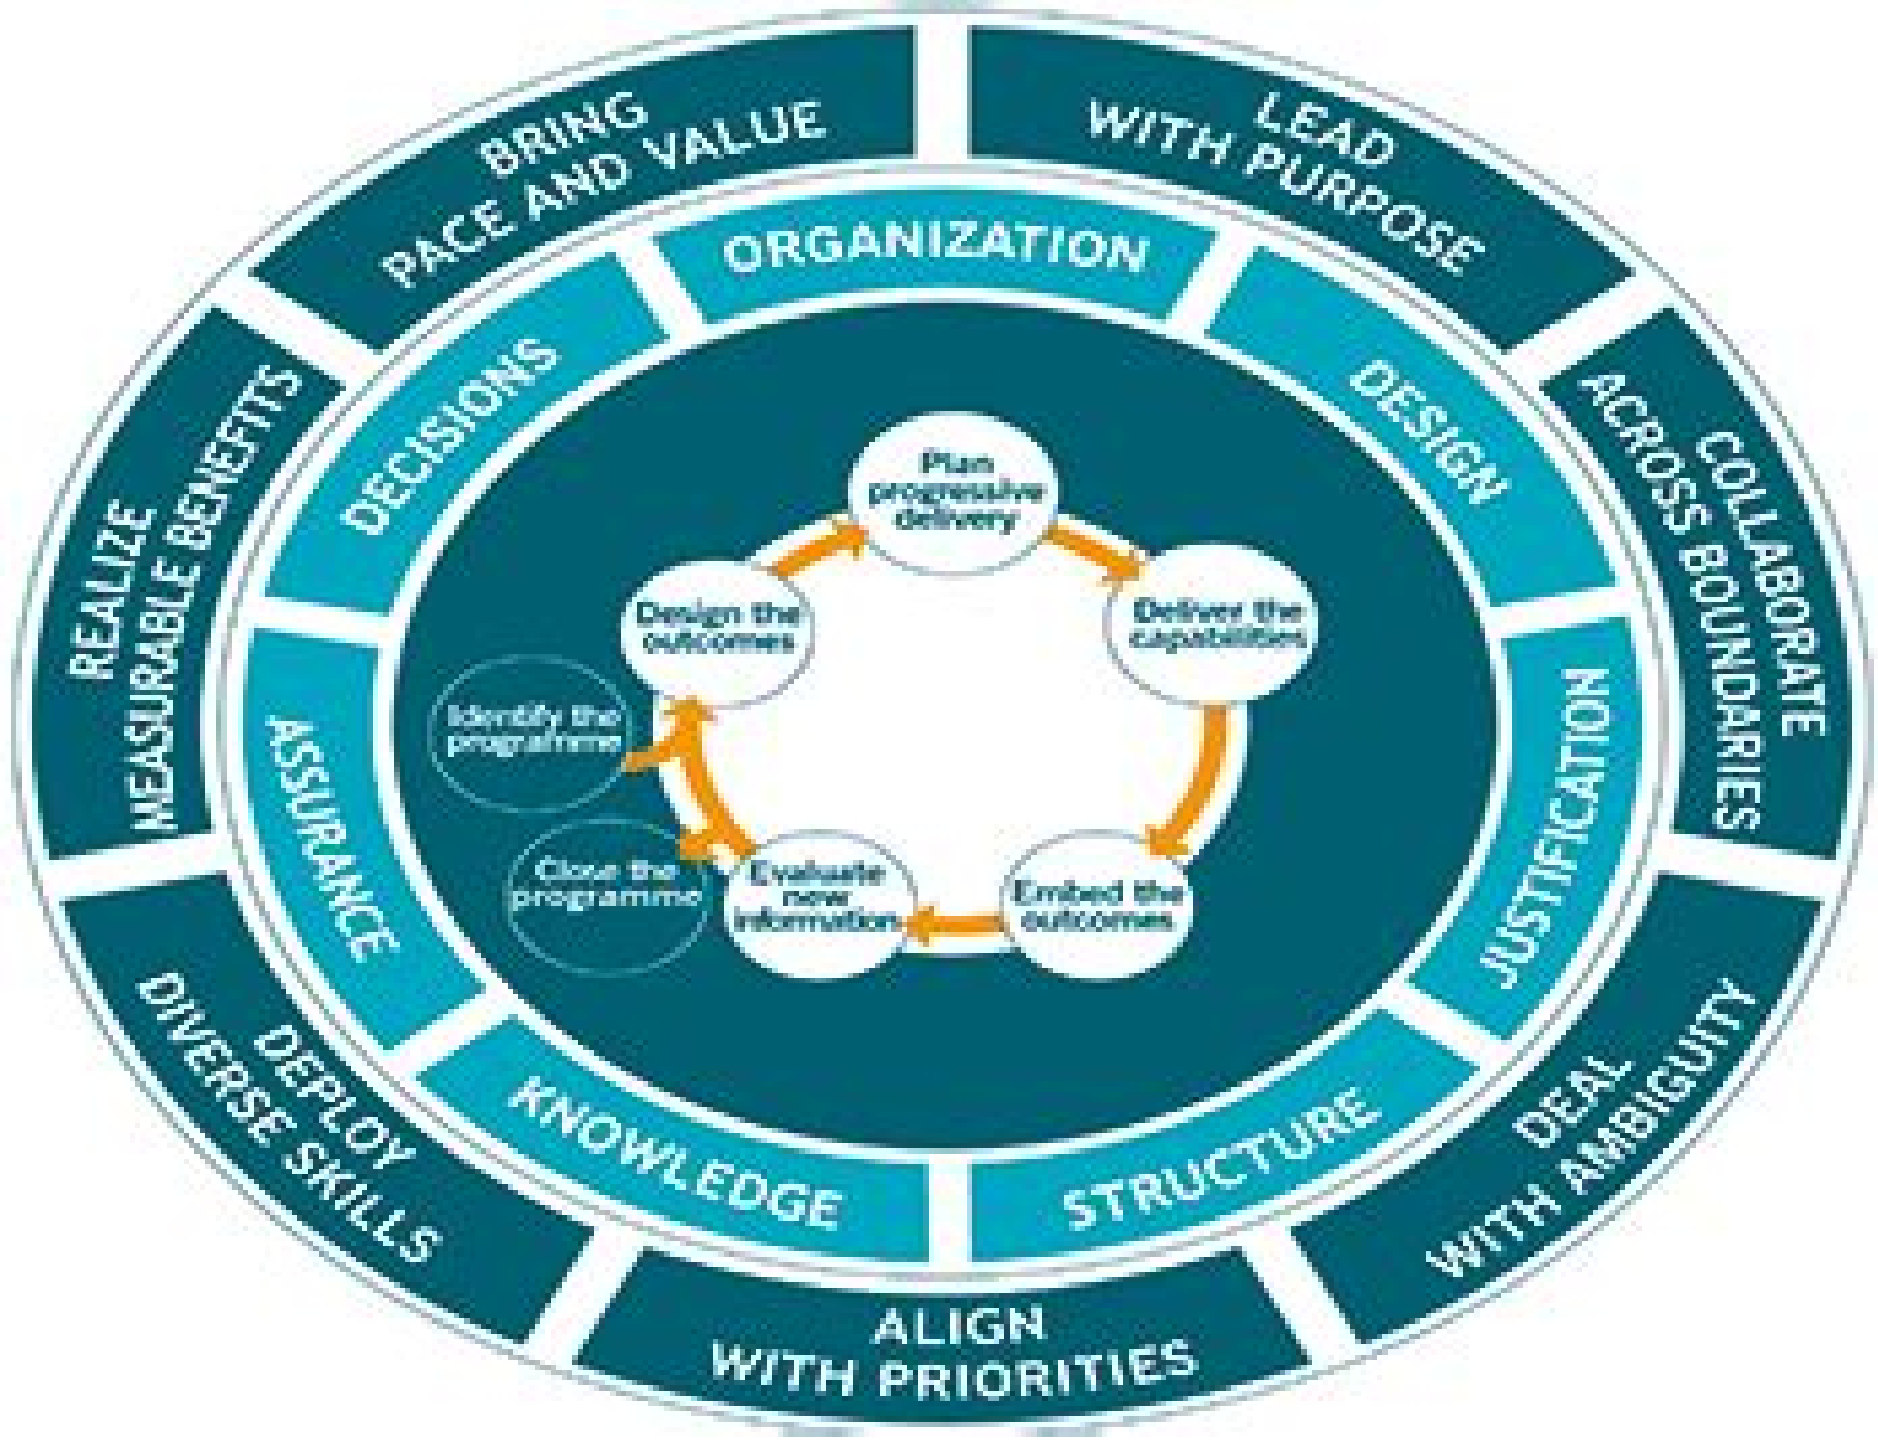 BRING
PACE AND VALUE
LEAD
WITH PURPOSE
COLLABORATE
ACROSS BOUNDARIES
DEAL
WITH AMBIGUITY
ALIGN
WITH PRIORITIES
DEPLOY
DIVERSE SKILLS
REALIZE
MEASURABLE BENEFITS
ORGANIZATION
DESIGN
JUSTIFICATION
STRUCTURE
KNOWLEDGE
ASSURANCE
DECISIONS
Identify the
programme
Design the
outcomes
Plan
progressive
delivery
Deliver the
capabilities
Embed the
outcomes
Evaluate
new
information
Close the
programme